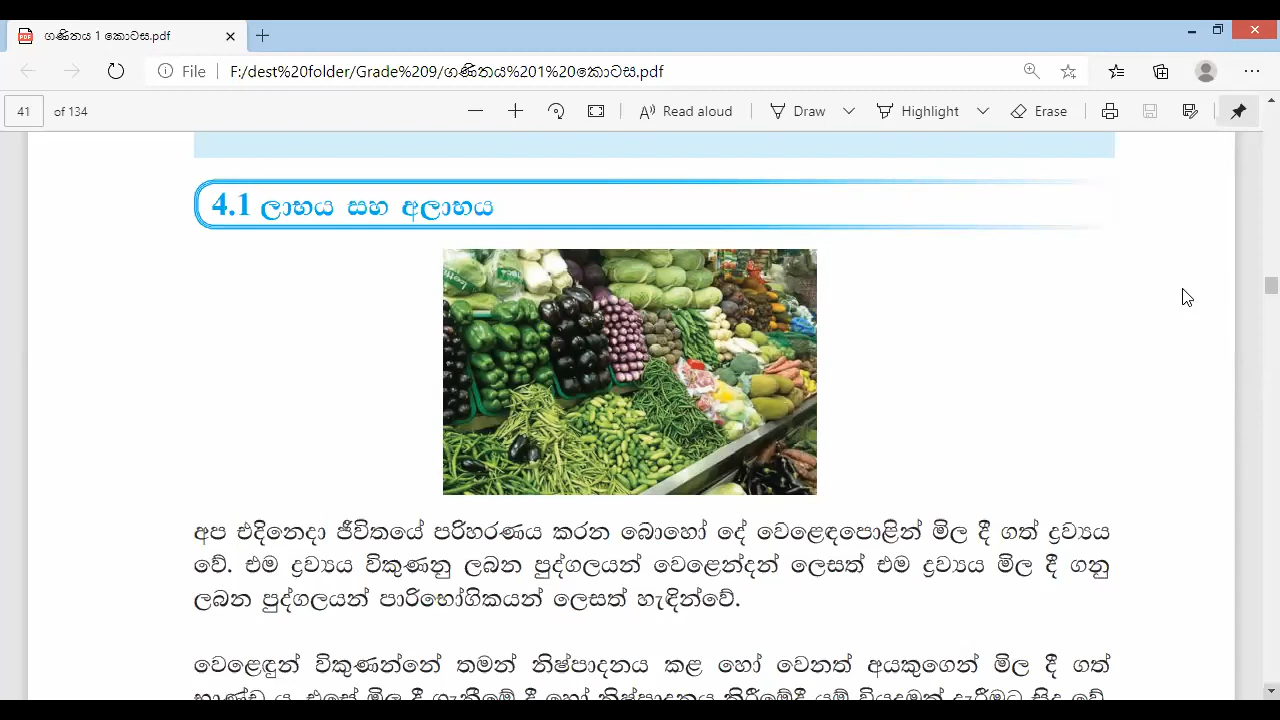 ගණිතය 1 කොටස.pdf
File F:/dest%20folder/Grade%209/ගණිතය%201%20කොටස.pdf
41 of 134 Read aloud Draw Highlight Erase
4.1 ලාභය සහ අලාභය
අප එදිනෙදා ජීවිතයේ පරිහරණය කරන බොහෝ දේ වෙළෙඳපොළින් මිල දී ගත් ද්‍රව්‍යය
වේ. එම ද්‍රව්‍යය විකුණනු ලබන පුද්ගලයන් වෙළෙන්දන් ලෙසත් එම ද්‍රව්‍යය මිල දී ගනු
ලබන පුද්ගලයන් පාරිභෝගිකයන් ලෙසත් හැඳින්වේ.
වෙළෙඳුන් විකුණන්නේ තමන් නිෂ්පාදනය කළ හෝ වෙනත් අයකුගෙන් මිල දී ගත්